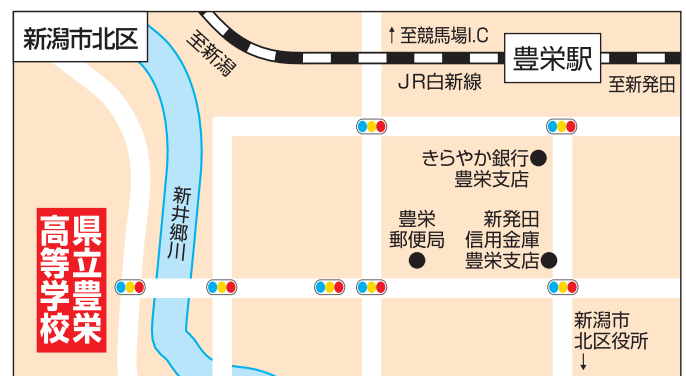 新潟市北区
至新潟
↑至競馬場I.C
豊栄駅
JR白新線
至新発田
きらやか銀行
豊栄支店
新井郷川
豊栄
郵便局
新発田
信用金庫
豊栄支店
県立豊栄
高等学校
新潟市
北区役所
↓